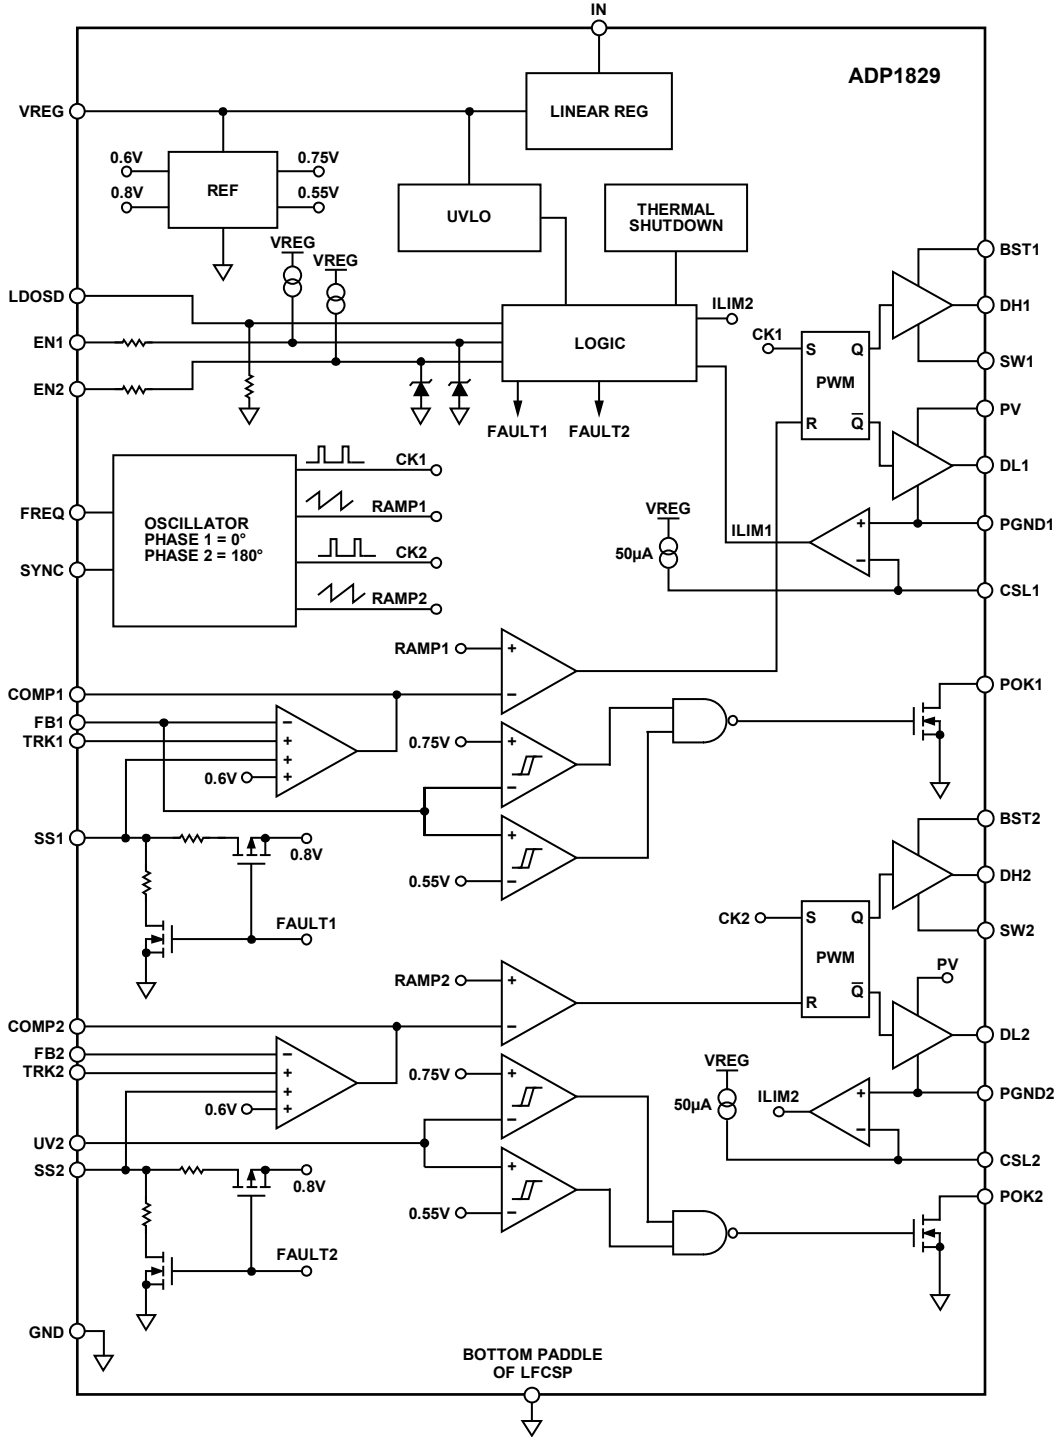 IN
ADP1829
VREG
LINEAR REG
0.6V
0.75V
REF
0.8V
0.55V
UVLO
THERMAL
SHUTDOWN
VREG
VREG
BST1
LDOSD
ILIM2
DH1
EN1
LOGIC
CK1
S
Q
SW1
EN2
PWM
FAULT1
FAULT2
R
Q
PV
DL1
CK1
FREQ
OSCILLATOR
PHASE 1 = 0°
PHASE 2 = 180°
RAMP1
VREG
ILIM1
+
PGND1
SYNC
CK2
50µA
−
RAMP2
CSL1
RAMP1
+
COMP1
−
POK1
FB1
−
TRK1
+
0.75V
+
+
0.6V
+
−
SS1
0.8V
+
BST2
0.55V
−
DH2
FAULT1
CK2
S
Q
SW2
PWM
PV
RAMP2
+
R
Q
COMP2
−
DL2
FB2
−
TRK2
+
0.75V
+
VREG
+
ILIM2
+
PGND2
0.6V
+
50µA
UV2
−
−
SS2
0.8V
+
CSL2
POK2
0.55V
−
FAULT2
GND
BOTTOM PADDLE
OF LFCSP